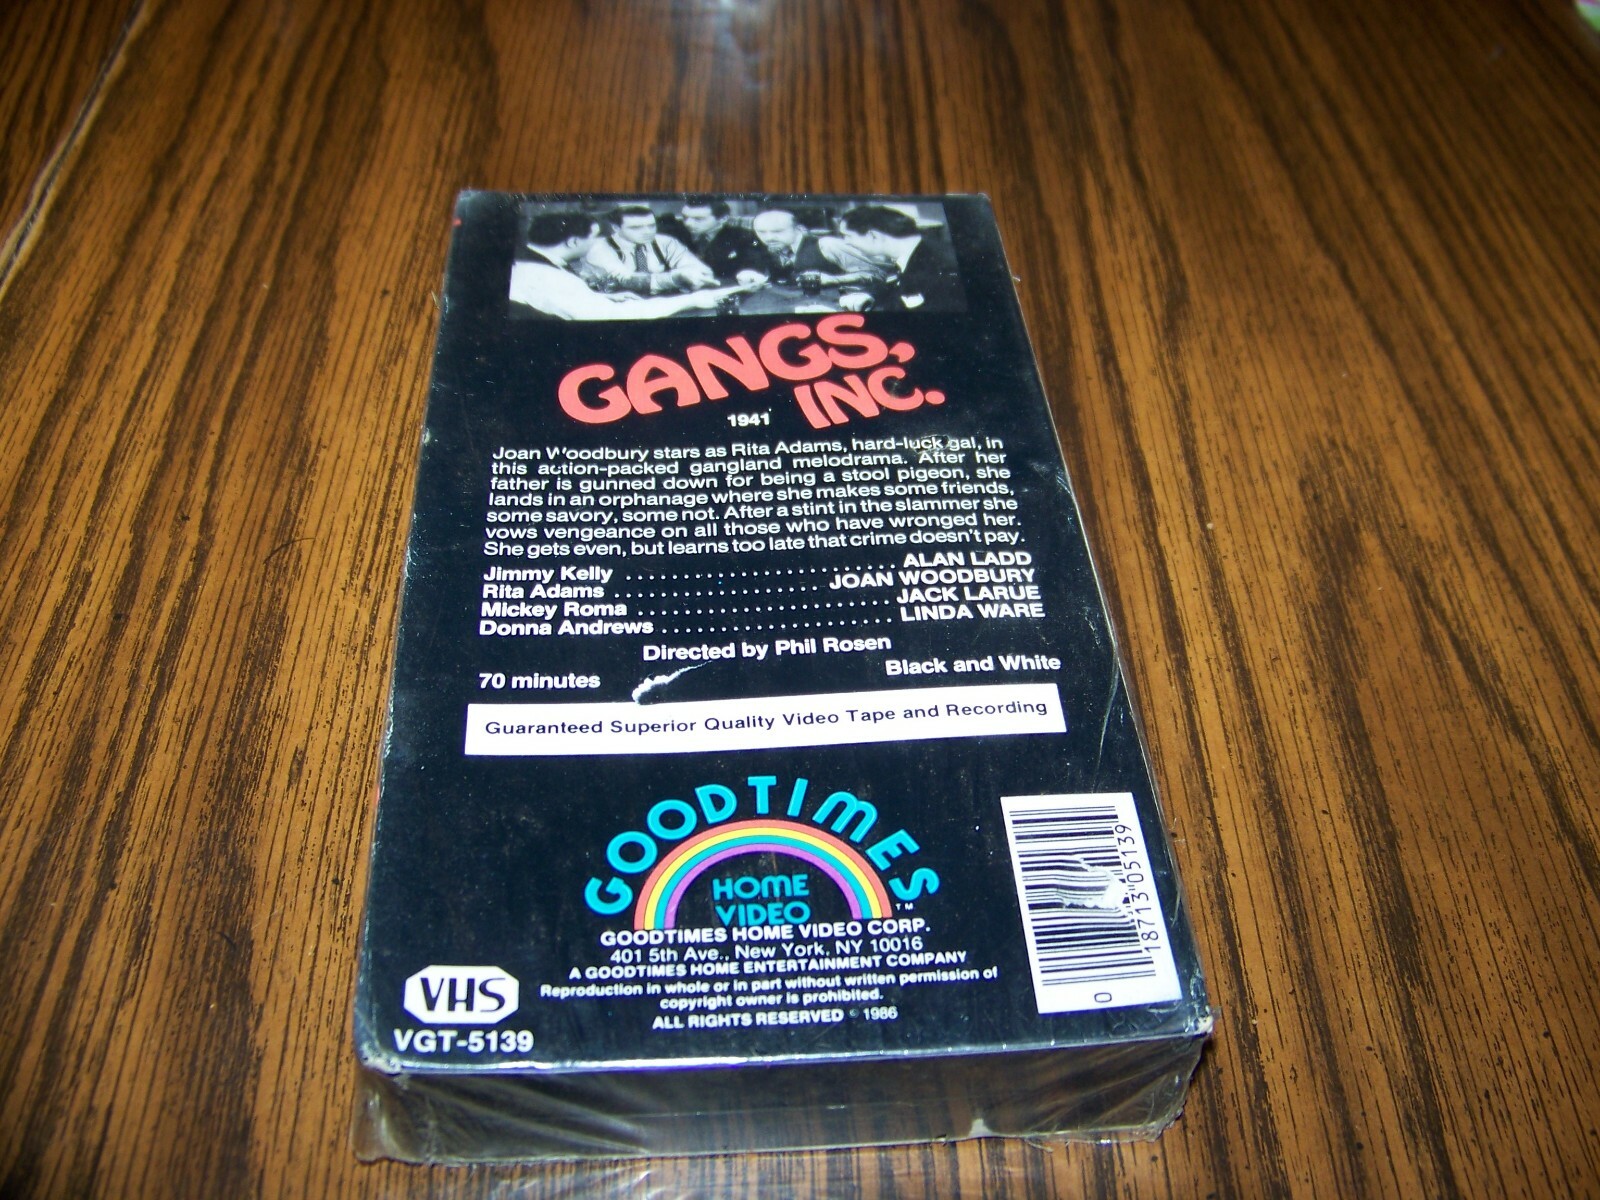 GANGS,
INC.
1941
Joan Woodbury stars as Rita Adams, hard-luck gal, in
this action-packed gangland melodrama. After her
father is gunned down for being a stool pigeon, she
lands in an orphanage where she makes some friends,
some savory, some not. After a stint in the slammer she
vows vengeance on all those who have wronged her.
She gets even, but learns too late that crime doesn't pay.
Jimmy Kelly ........................ ALAN LADD
Rita Adams ................... JOAN WOODBURY
Mickey Roma ...................... JACK LARUE
Donna Andrews .................... LINDA WARE
Directed by Phil Rosen
70 minutes Black and White
Guaranteed Superior Quality Video Tape and Recording
GOODTIMES
HOME
VIDEO ™
GOODTIMES HOME VIDEO CORP.
401 5th Ave., New York, NY 10016
A GOODTIMES HOME ENTERTAINMENT COMPANY
Reproduction in whole or in part without written permission of
copyright owner is prohibited.
ALL RIGHTS RESERVED © 1986
VHS
VGT-5139
0 18713 05139